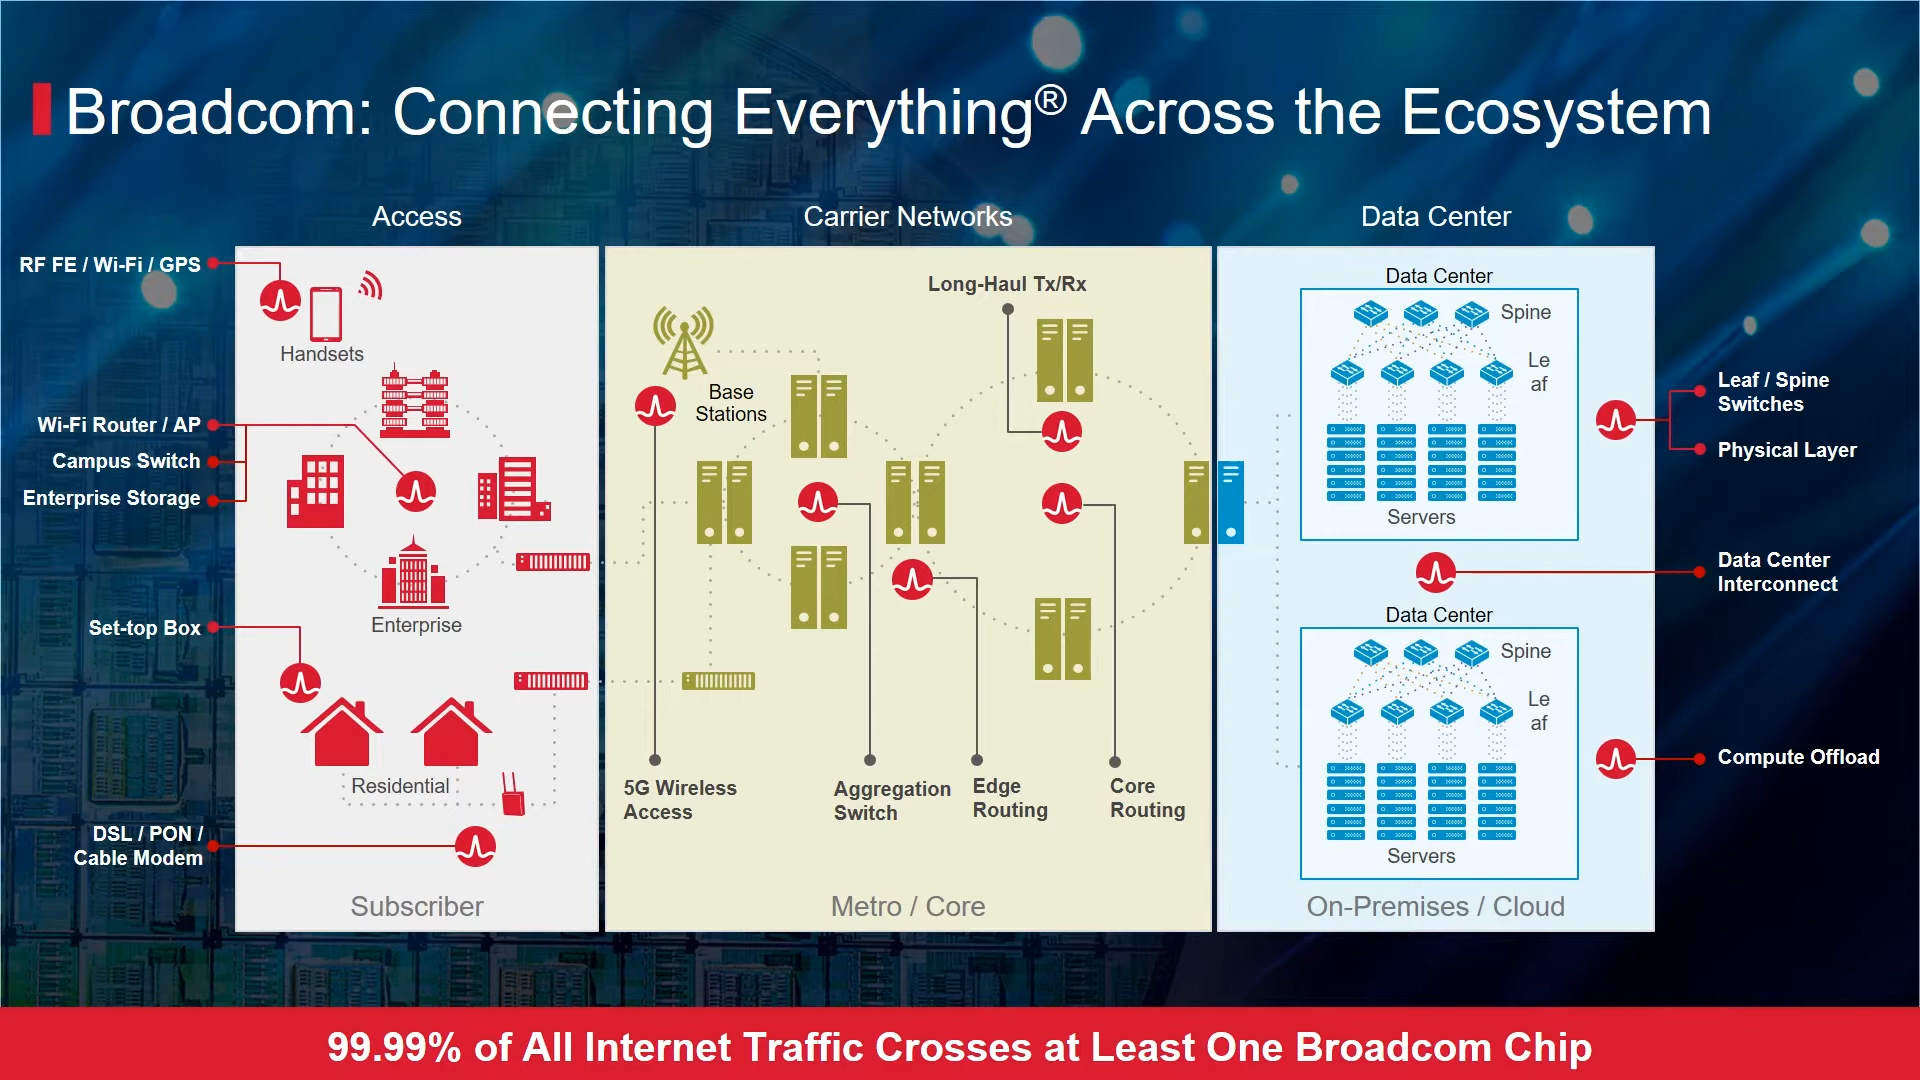 Broadcom: Connecting Everything® Across the Ecosystem
Access
Carrier Networks
Data Center
RF FE / Wi-Fi / GPS
Handsets
Wi-Fi Router / AP
Campus Switch
Enterprise Storage
Enterprise
Set-top Box
Residential
DSL / PON /
Cable Modem
Subscriber
Long-Haul Tx/Rx
Base
Stations
5G Wireless
Access
Aggregation
Switch
Edge
Routing
Core
Routing
Metro / Core
Data Center
Spine
Le
af
Servers
Data Center
Spine
Le
af
Servers
On-Premises / Cloud
Leaf / Spine
Switches
Physical Layer
Data Center
Interconnect
Compute Offload
99.99% of All Internet Traffic Crosses at Least One Broadcom Chip